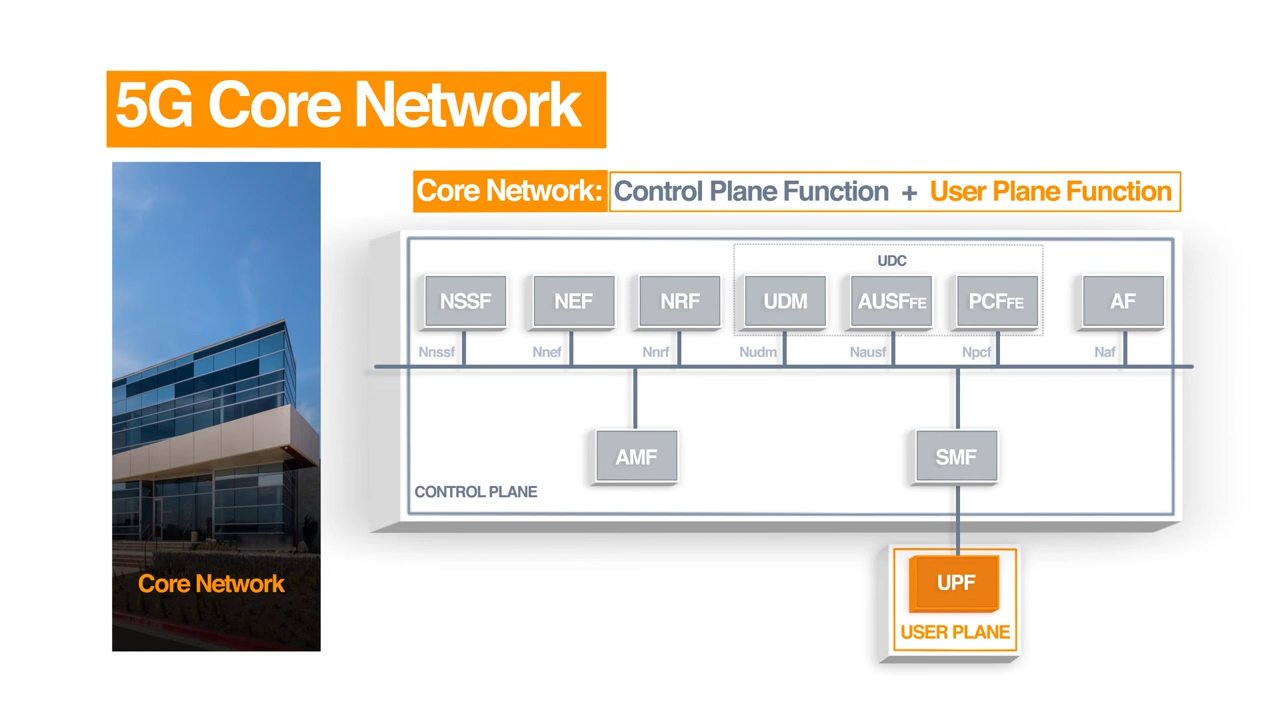 5G Core Network
Core Network: Control Plane Function + User Plane Function
UDC
NSSF NEF NRF UDM AUSFFE PCFFE AF
Nnssf Nnef Nnrf Nudm Nausf Npcf Naf
AMF SMF
CONTROL PLANE
Core Network
UPF
USER PLANE